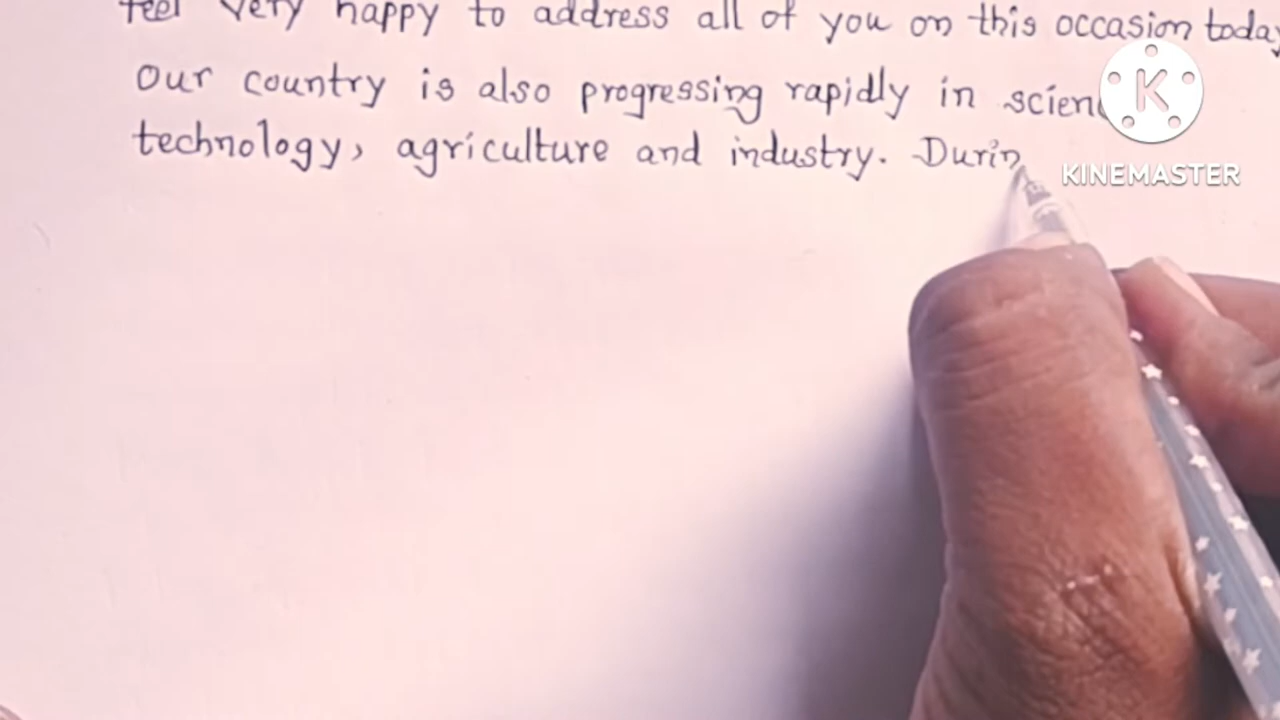 feel very happy to address all of you on this occasion today
Our country is also progressing rapidly in scien
technology, agriculture and industry. Durin
K
KINEMASTER